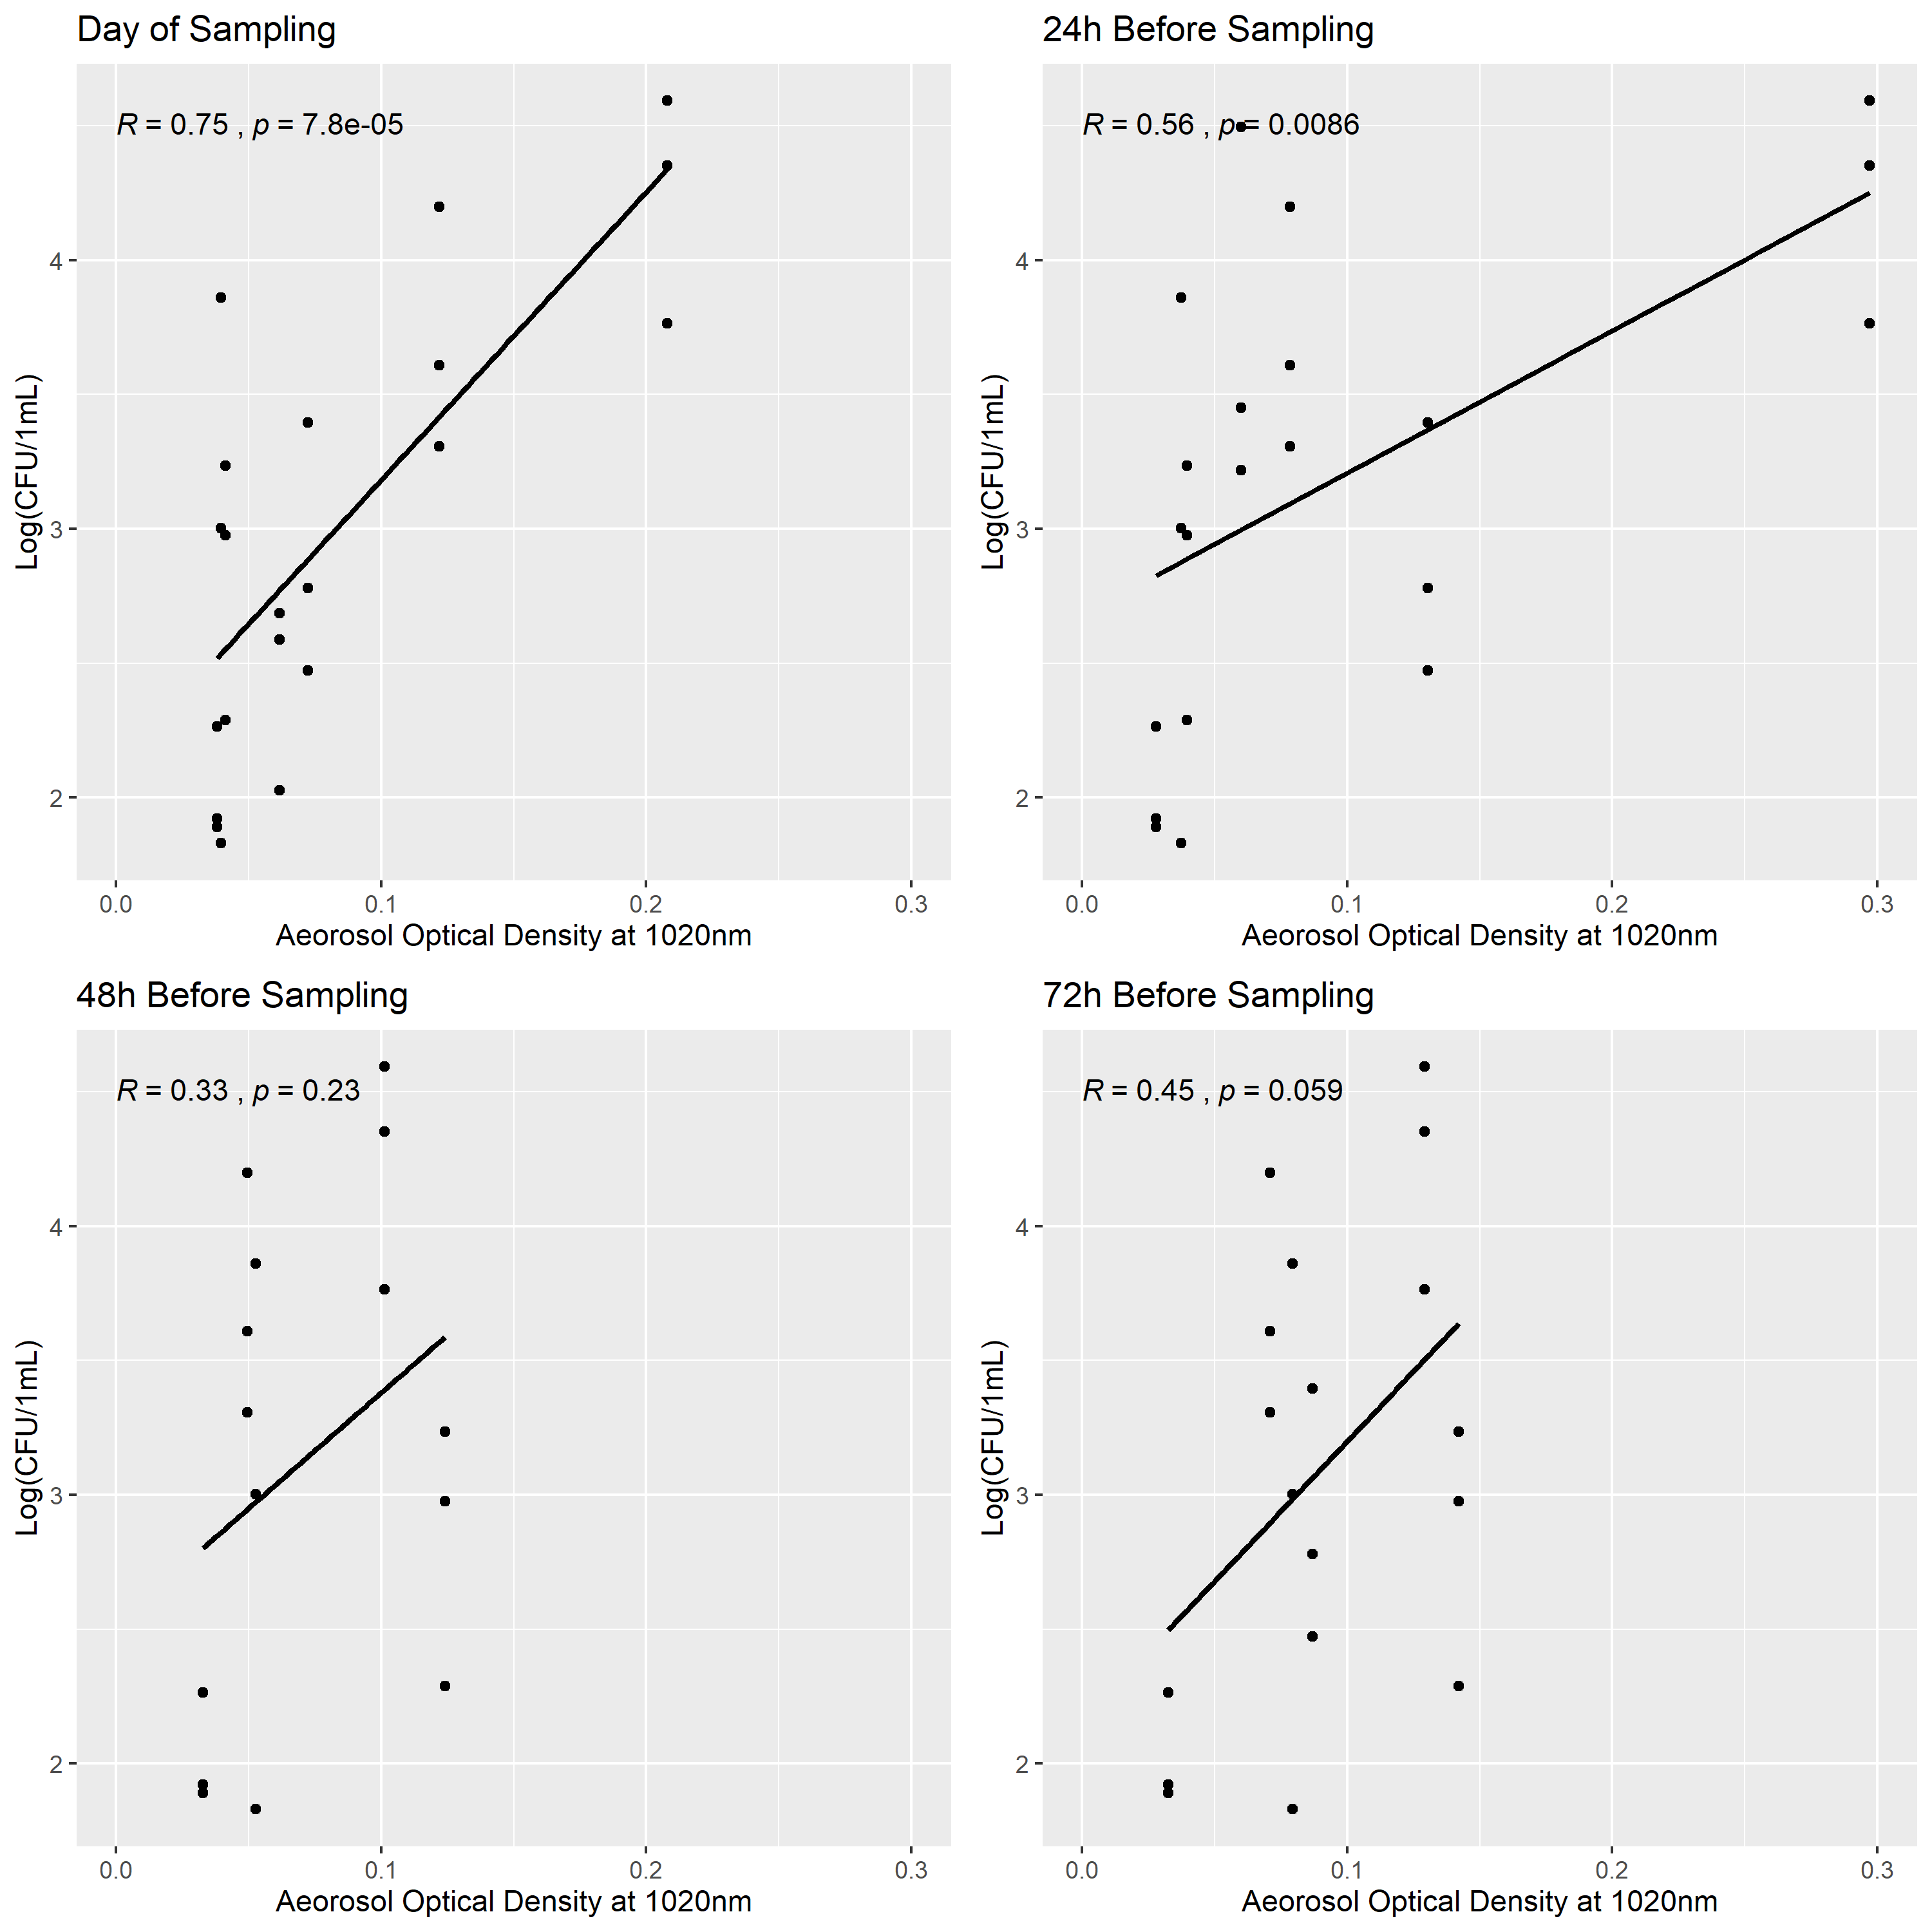 Day of Sampling
R = 0.75 , p = 7.8e-05
Log(CFU/1mL)
4
3
2
0.0 0.1 0.2 0.3
Aeorosol Optical Density at 1020nm
24h Before Sampling
R = 0.56 , p = 0.0086
Log(CFU/1mL)
4
3
2
0.0 0.1 0.2 0.3
Aeorosol Optical Density at 1020nm
48h Before Sampling
R = 0.33 , p = 0.23
Log(CFU/1mL)
4
3
2
0.0 0.1 0.2 0.3
Aeorosol Optical Density at 1020nm
72h Before Sampling
R = 0.45 , p = 0.059
Log(CFU/1mL)
4
3
2
0.0 0.1 0.2 0.3
Aeorosol Optical Density at 1020nm